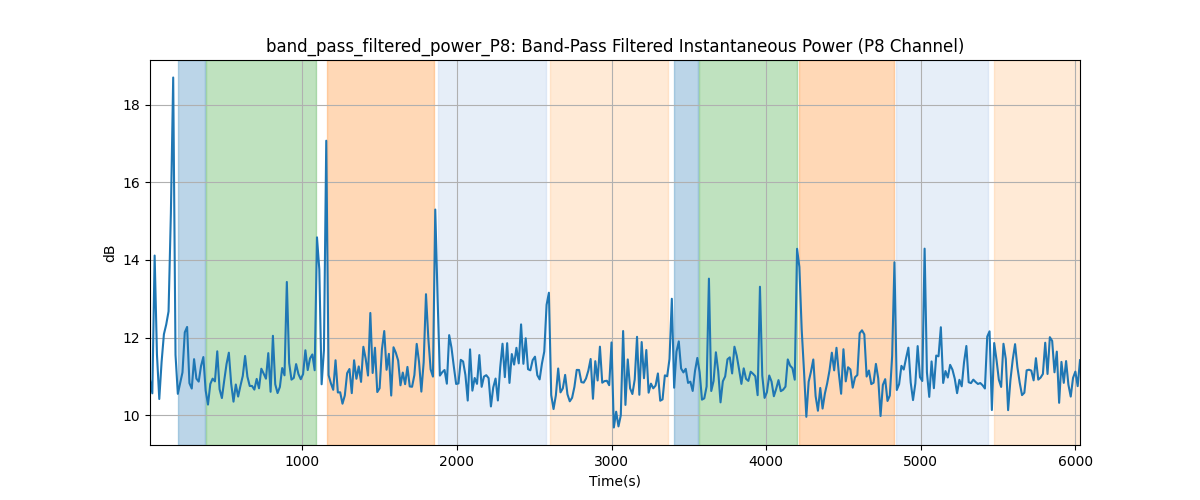 band_pass_filtered_power_P8: Band-Pass Filtered Instantaneous Power (P8 Channel)
18
16
14
12
10
dB
1000 2000 3000 4000 5000 6000
Time(s)